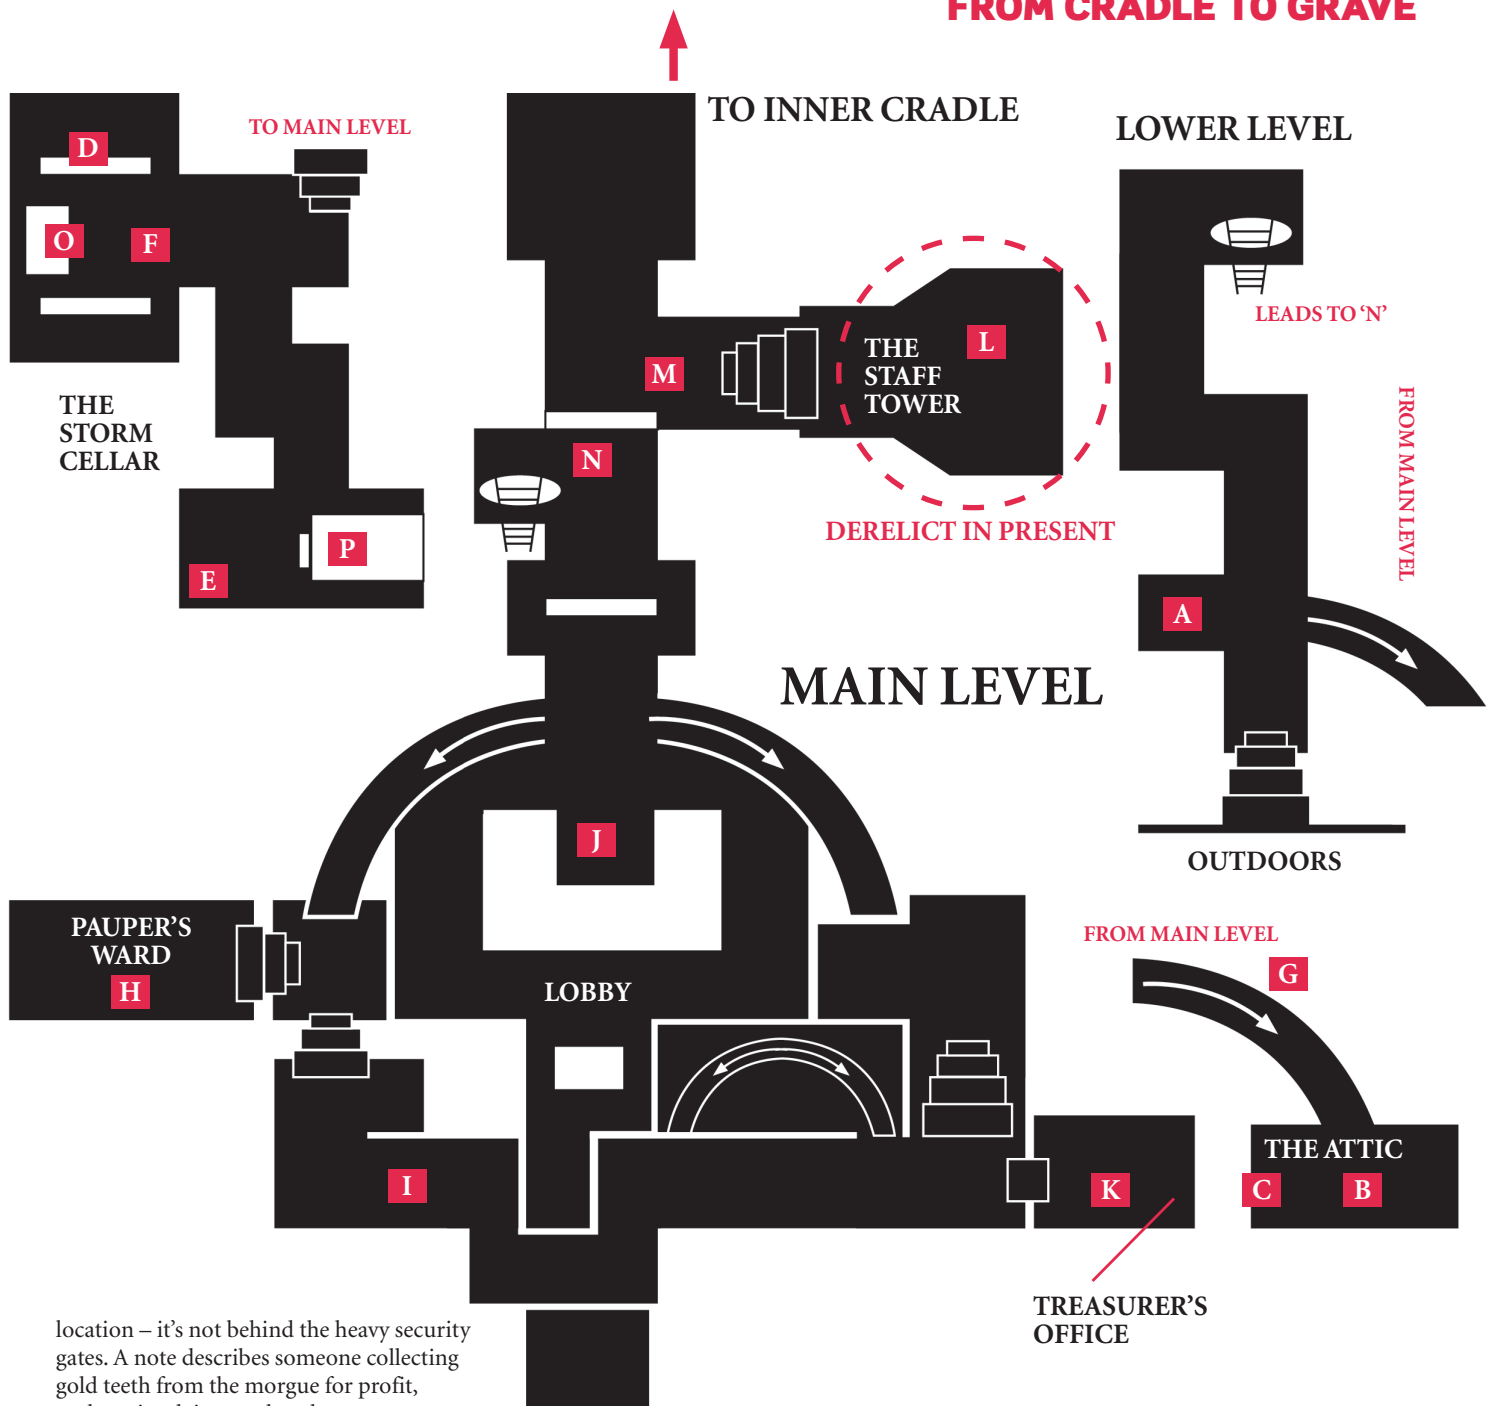 FROM CRADLE TO GRAVE
TO INNER CRADLE
LOWER LEVEL
TO MAIN LEVEL
D
O
F
THE
STORM
CELLAR
E
P
M
N
THE
STAFF
TOWER
L
DERELICT IN PRESENT
LEADS TO ‘N’
FROM MAIN LEVEL
A
OUTDOORS
MAIN LEVEL
J
PAUPER’S
WARD
H
LOBBY
I
FROM MAIN LEVEL
G
THE ATTIC
C
B
K
TREASURER’S
OFFICE
location – it’s not behind the heavy security
gates. A note describes someone collecting
gold teeth from the morgue for profit,